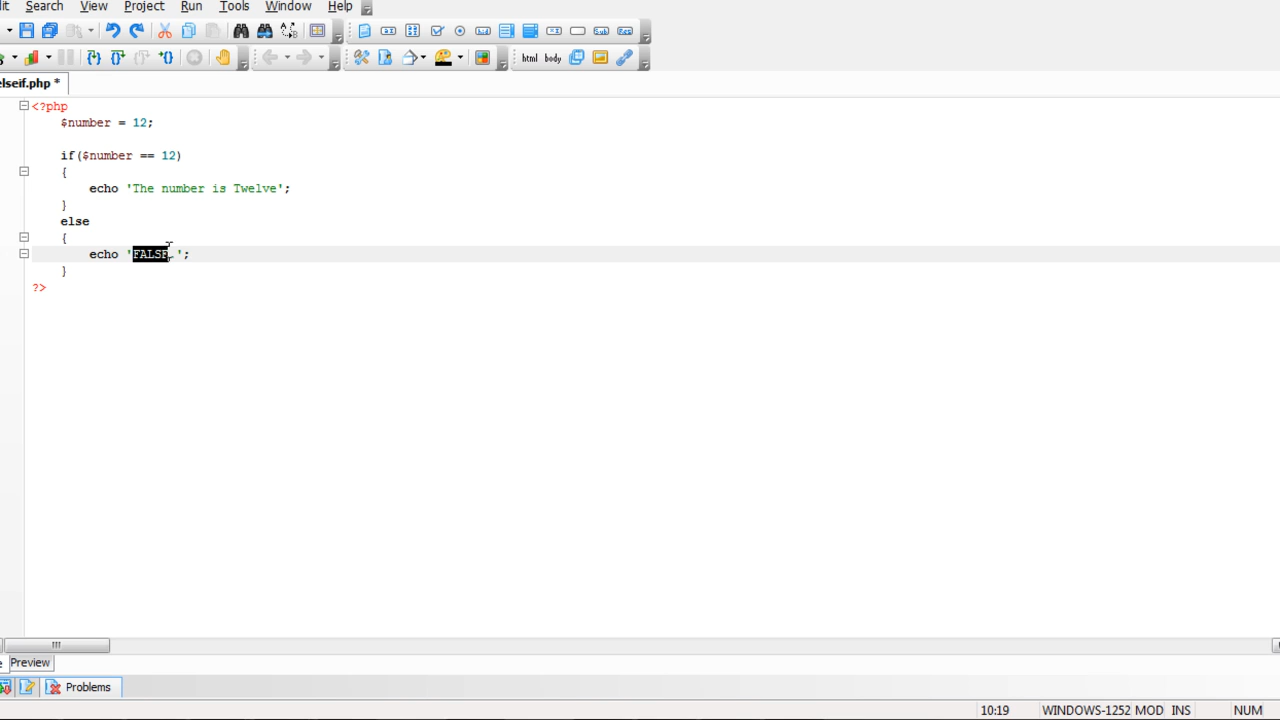 it Search View Project Run Tools Window Help
html body
elseif.php *
<?php
$number = 12;
if($number == 12)
{
echo 'The number is Twelve';
}
else
{
echo 'FALSE.';
}
?>
Preview
Problems
10:19 WINDOWS-1252 MOD INS NUM